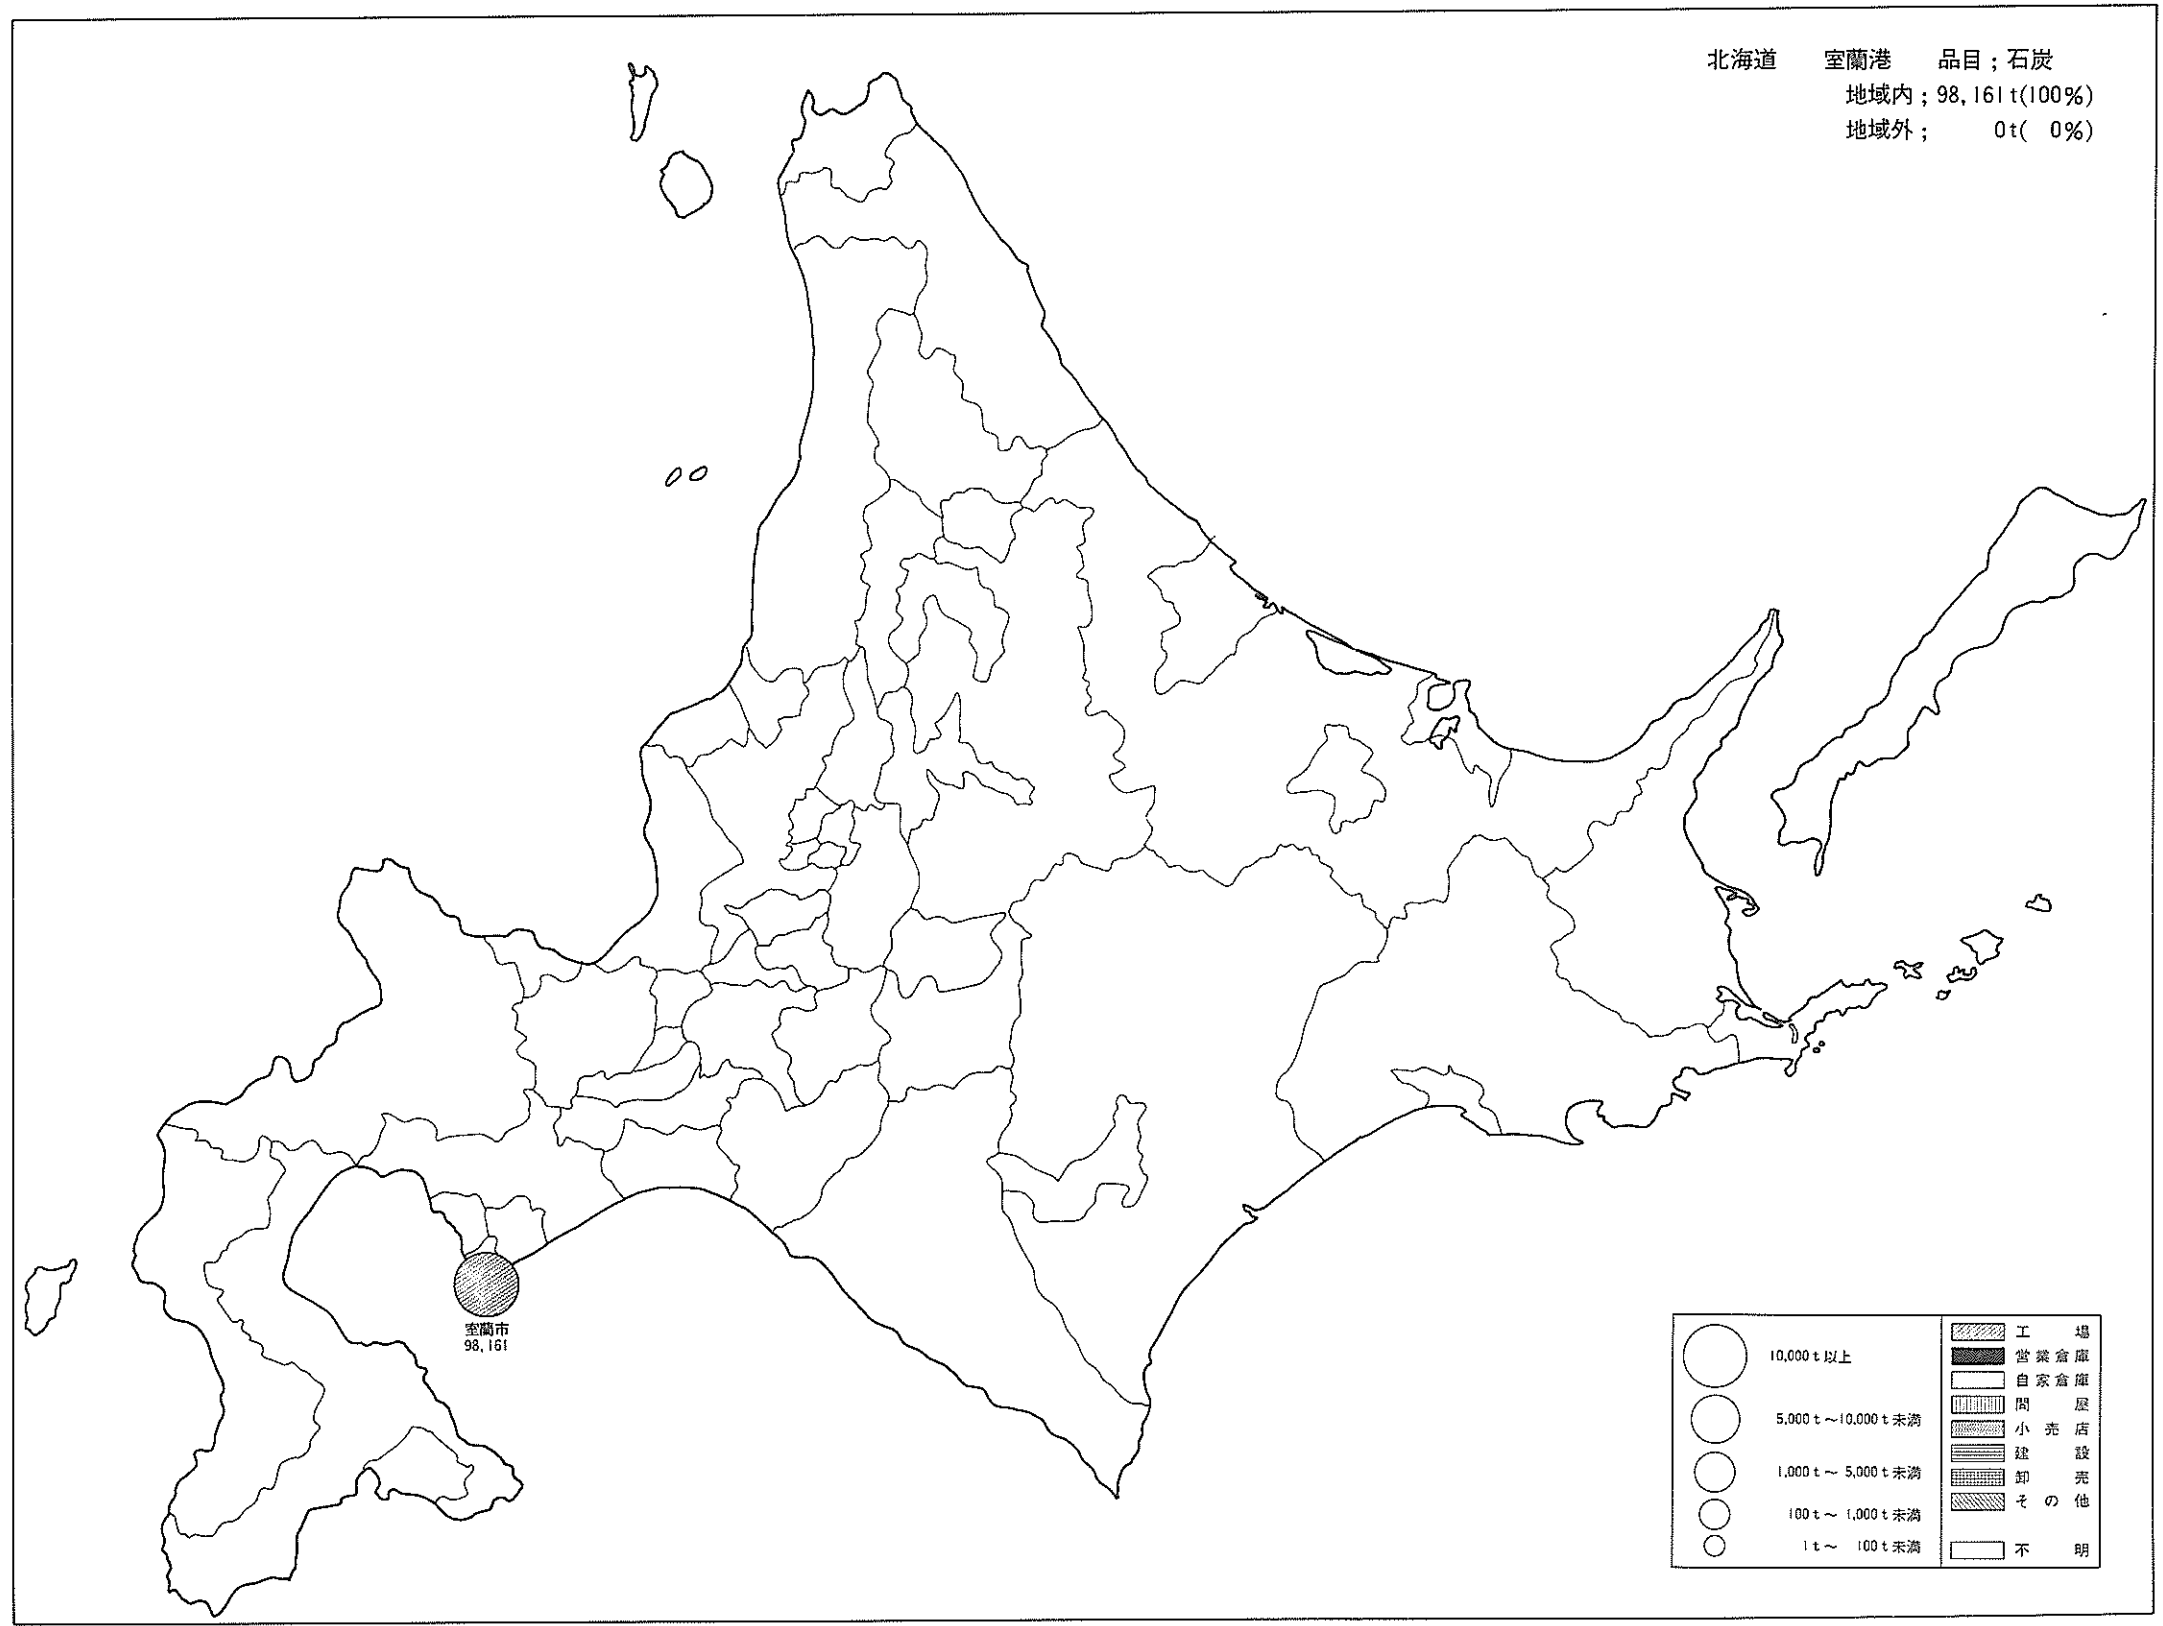 北海道 室蘭港 品目；石炭
地域内；98,161t(100%)
地域外； 0t( 0%)
室蘭市
98,161
10,000t以上
5,000t～10,000t未満
1,000t～ 5,000t未満
100t～ 1,000t未満
1t～ 100t未満
工場
営業倉庫
自家倉庫
問屋
小売店
建設
卸売
その他
不明